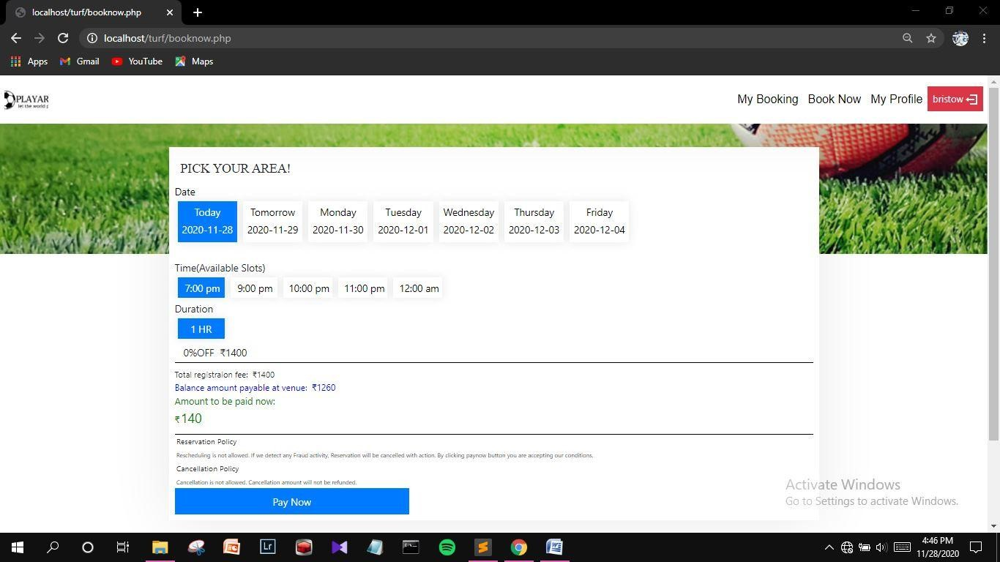 localhost/turf/booknow.php
localhost/turf/booknow.php
Apps Gmail YouTube Maps
PLAYAR
let the world p
My Booking Book Now My Profile bristow
PICK YOUR AREA!
Date
Today Tomorrow Monday Tuesday Wednesday Thursday Friday
2020-11-28 2020-11-29 2020-11-30 2020-12-01 2020-12-02 2020-12-03 2020-12-04
Time(Available Slots)
7:00 pm 9:00 pm 10:00 pm 11:00 pm 12:00 am
Duration
1 HR
0%OFF ₹1400
Total registraion fee: ₹1400
Balance amount payable at venue: ₹1260
Amount to be paid now:
₹140
Reservation Policy
Rescheduling is not allowed. If we detect any Fraud activity, Reservation will be cancelled with action. By clicking paynow button you are accepting our conditions.
Cancellation Policy
Cancellation is not allowed. Cancellation amount will not be refunded.
Pay Now
Activate Windows
Go to Settings to activate Windows.
Lr
4:46 PM
11/28/2020